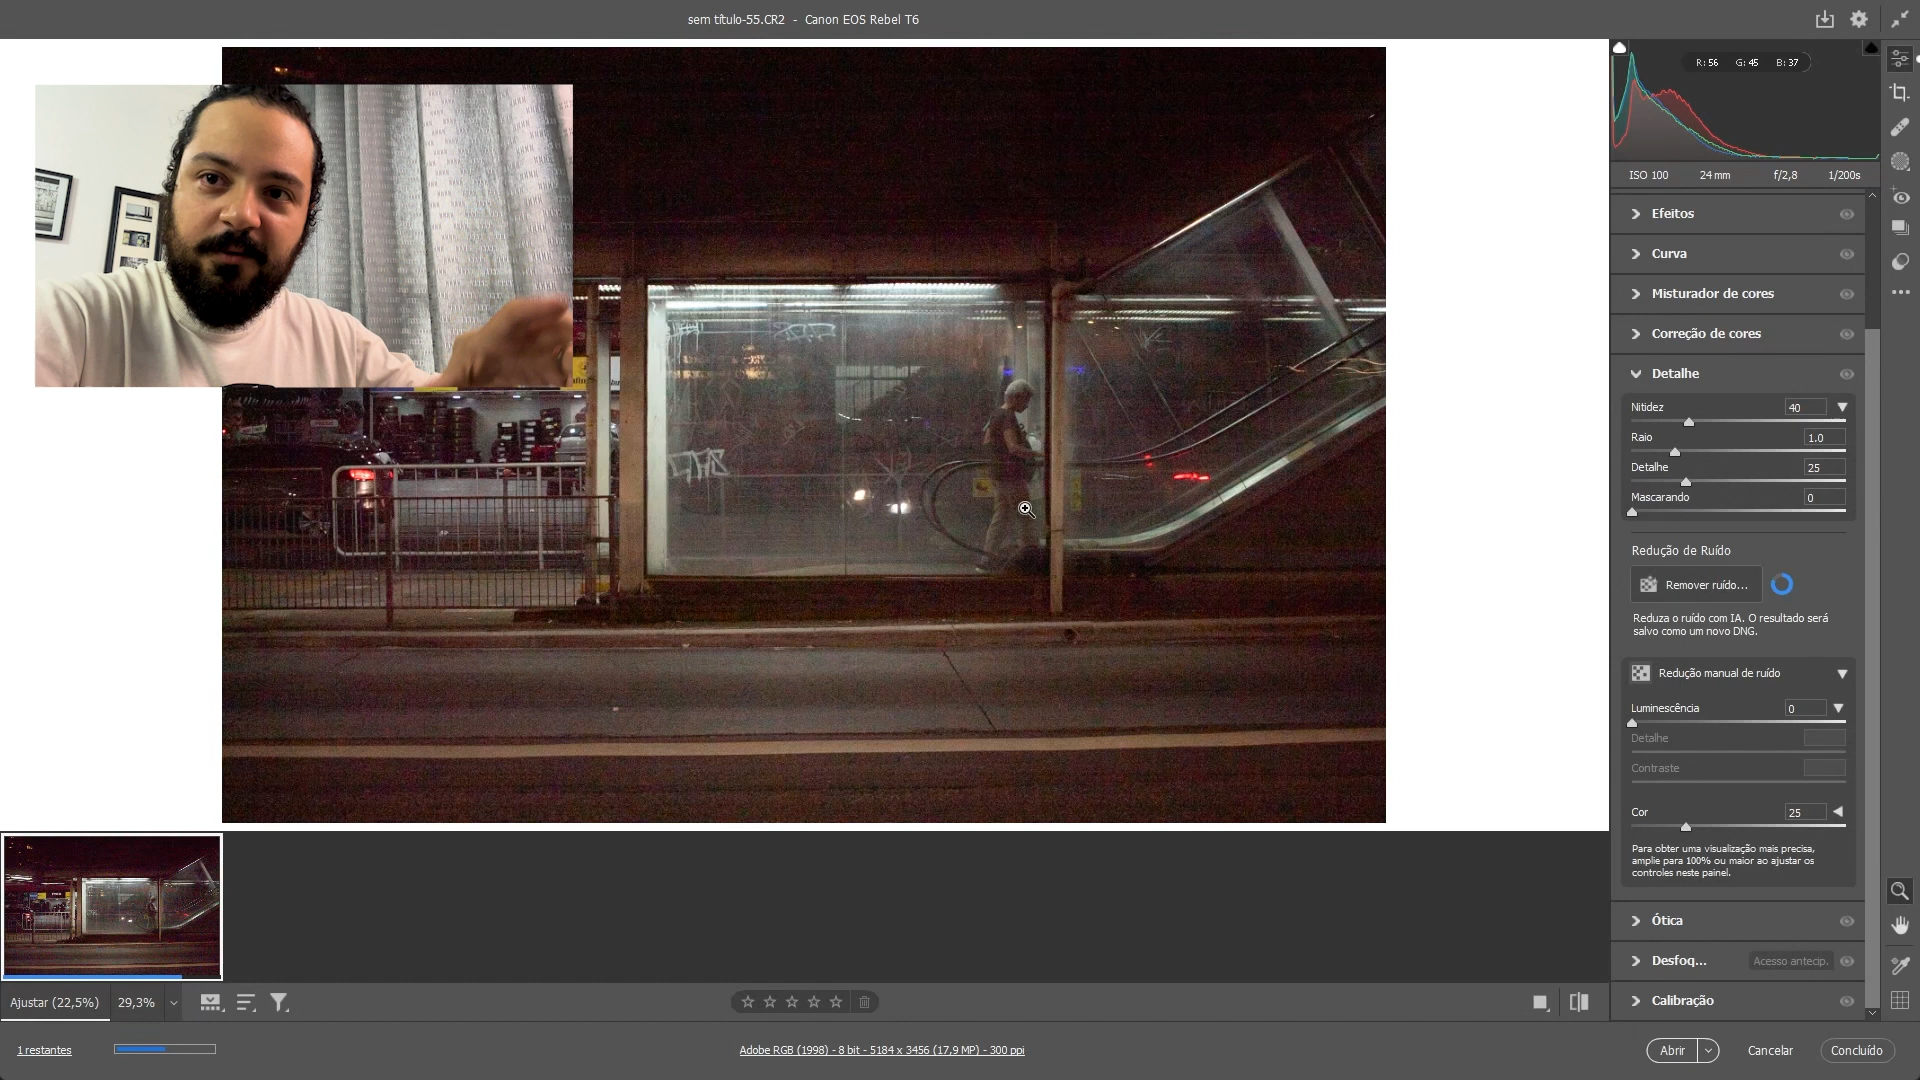 sem título-55.CR2 - Canon EOS Rebel T6
R: 56 G: 45 B: 37
ISO 100 24 mm f/2,8 1/200s
Efeitos
Curva
Misturador de cores
Correção de cores
Detalhe
Nitidez 40
Raio 1.0
Detalhe 25
Mascarando 0
Redução de Ruído
Remover ruído...
Reduza o ruído com IA. O resultado será
salvo como um novo DNG.
Redução manual de ruído
Luminescência 0
Detalhe
Contraste
Cor 25
Para obter uma visualização mais precisa,
amplie para 100% ou maior ao ajustar os
controles neste painel.
Ótica
Desfoq... Acesso antecip.
Calibração
Ajustar (22,5%) 29,3%
1 restantes
Adobe RGB (1998) - 8 bit - 5184 x 3456 (17,9 MP) - 300 ppi
Abrir Cancelar Concluído